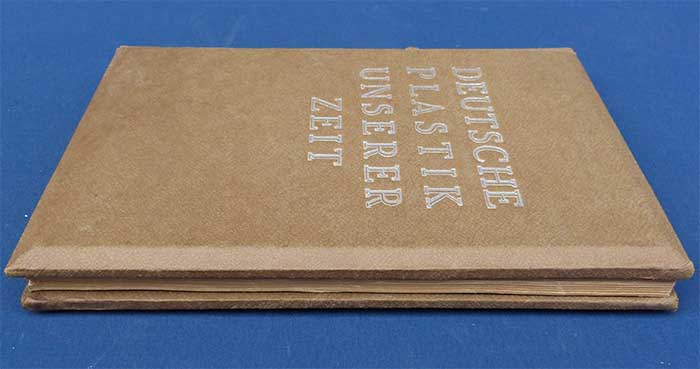 DEUTSCHE
PLASTIK
UNSERER
ZEIT